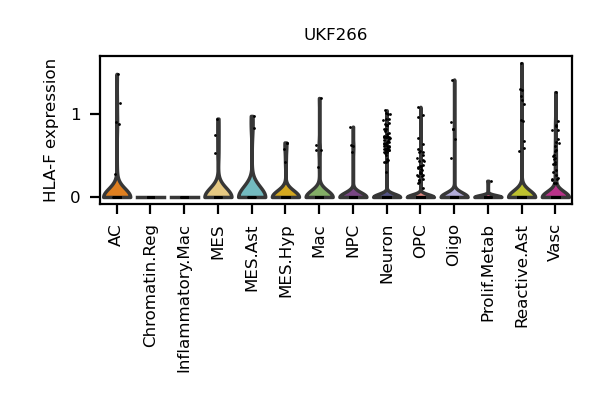 UKF266
HLA-F expression
1
0
AC
Chromatin.Reg
Inflammatory.Mac
MES
MES.Ast
MES.Hyp
Mac
NPC
Neuron
OPC
Oligo
Prolif.Metab
Reactive.Ast
Vasc